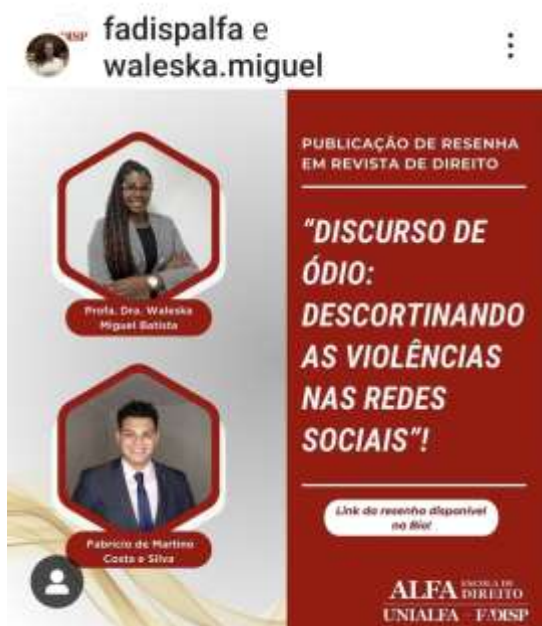 fadispalfa e
waleska.miguel
PUBLICAÇÃO DE RESENHA
EM REVISTA DE DIREITO
"DISCURSO DE
ÓDIO:
DESCORTINANDO
AS VIOLÊNCIAS
NAS REDES
SOCIAIS"!
Link da resenha disponível
na Bio!
Profa. Dra. Waleska
Miguel Batista
Fabrício de Martino
Costa e Silva
ALFA ESCOLA DE
DIREITO
UNIALFA FADISP